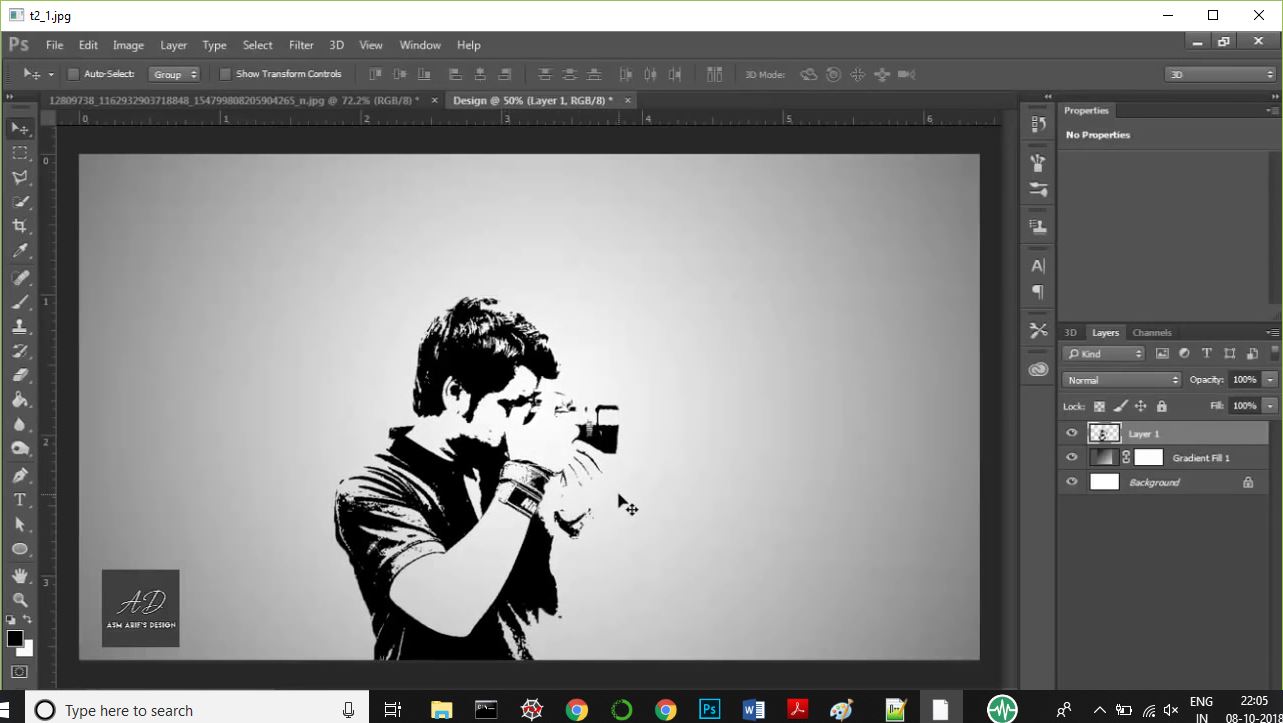 t2_1.jpg
Ps File Edit Image Layer Type Select Filter 3D View Window Help
Auto-Select: Group Show Transform Controls 3D Mode: 3D
12809738_1162932903718848_154799808205904265_n.jpg @ 72.2% (RGB/8) * × Design @ 50% (Layer 1, RGB/8) * ×
0 1 2 3 4 5 6
0
1
2
3
AD
ASM ARIF'S DESIGN
Properties
No Properties
3D Layers Channels
Kind
Normal Opacity: 100%
Lock: Fill: 100%
Layer 1
Gradient Fill 1
Background
Type here to search
Ps
ENG
IN
22:05